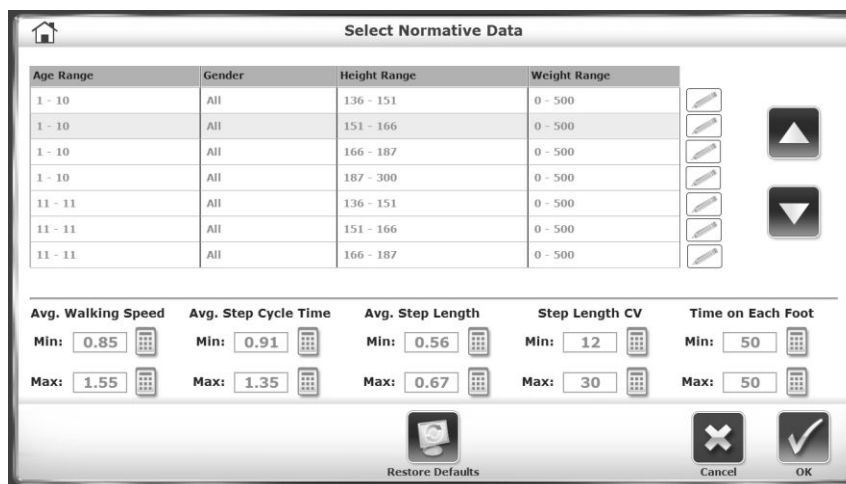 Select Normative Data
Age Range Gender Height Range Weight Range
1 - 10 All 136 - 151 0 - 500
1 - 10 All 151 - 166 0 - 500
1 - 10 All 166 - 187 0 - 500
1 - 10 All 187 - 300 0 - 500
11 - 11 All 136 - 151 0 - 500
11 - 11 All 151 - 166 0 - 500
11 - 11 All 166 - 187 0 - 500
Avg. Walking Speed Avg. Step Cycle Time Avg. Step Length Step Length CV Time on Each Foot
Min: 0.85 Min: 0.91 Min: 0.56 Min: 12 Min: 50
Max: 1.55 Max: 1.35 Max: 0.67 Max: 30 Max: 50
Restore Defaults Cancel OK